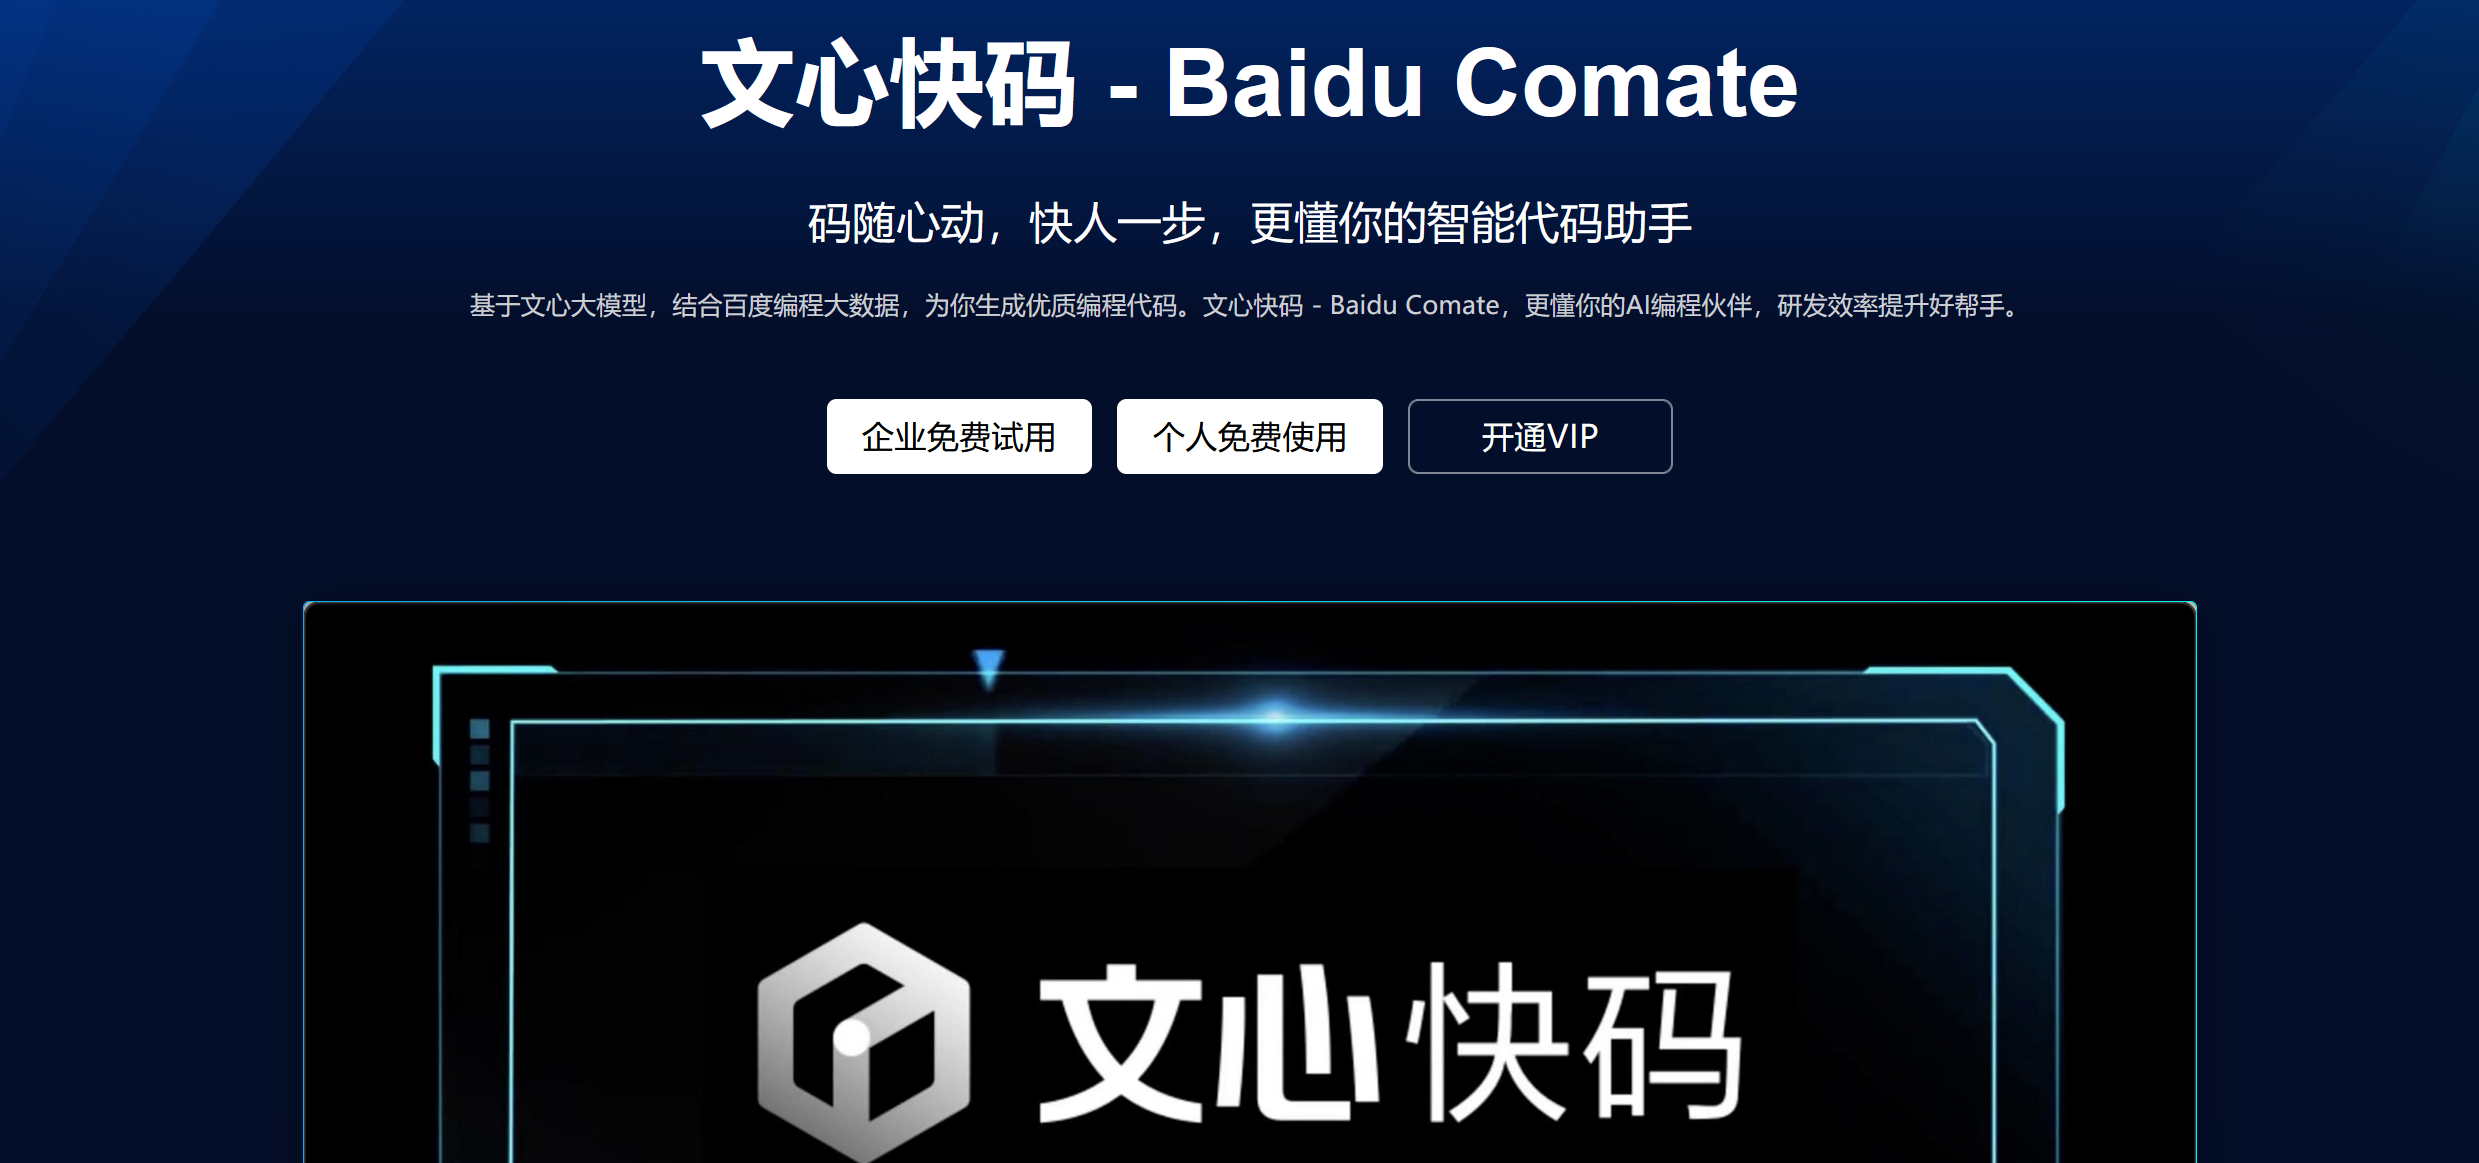 文心快码 - Baidu Comate
码随心动，快人一步，更懂你的智能代码助手
基于文心大模型，结合百度编程大数据，为你生成优质编程代码。文心快码 - Baidu Comate，更懂你的AI编程伙伴，研发效率提升好帮手。
企业免费试用
个人免费使用
开通VIP
文心快码